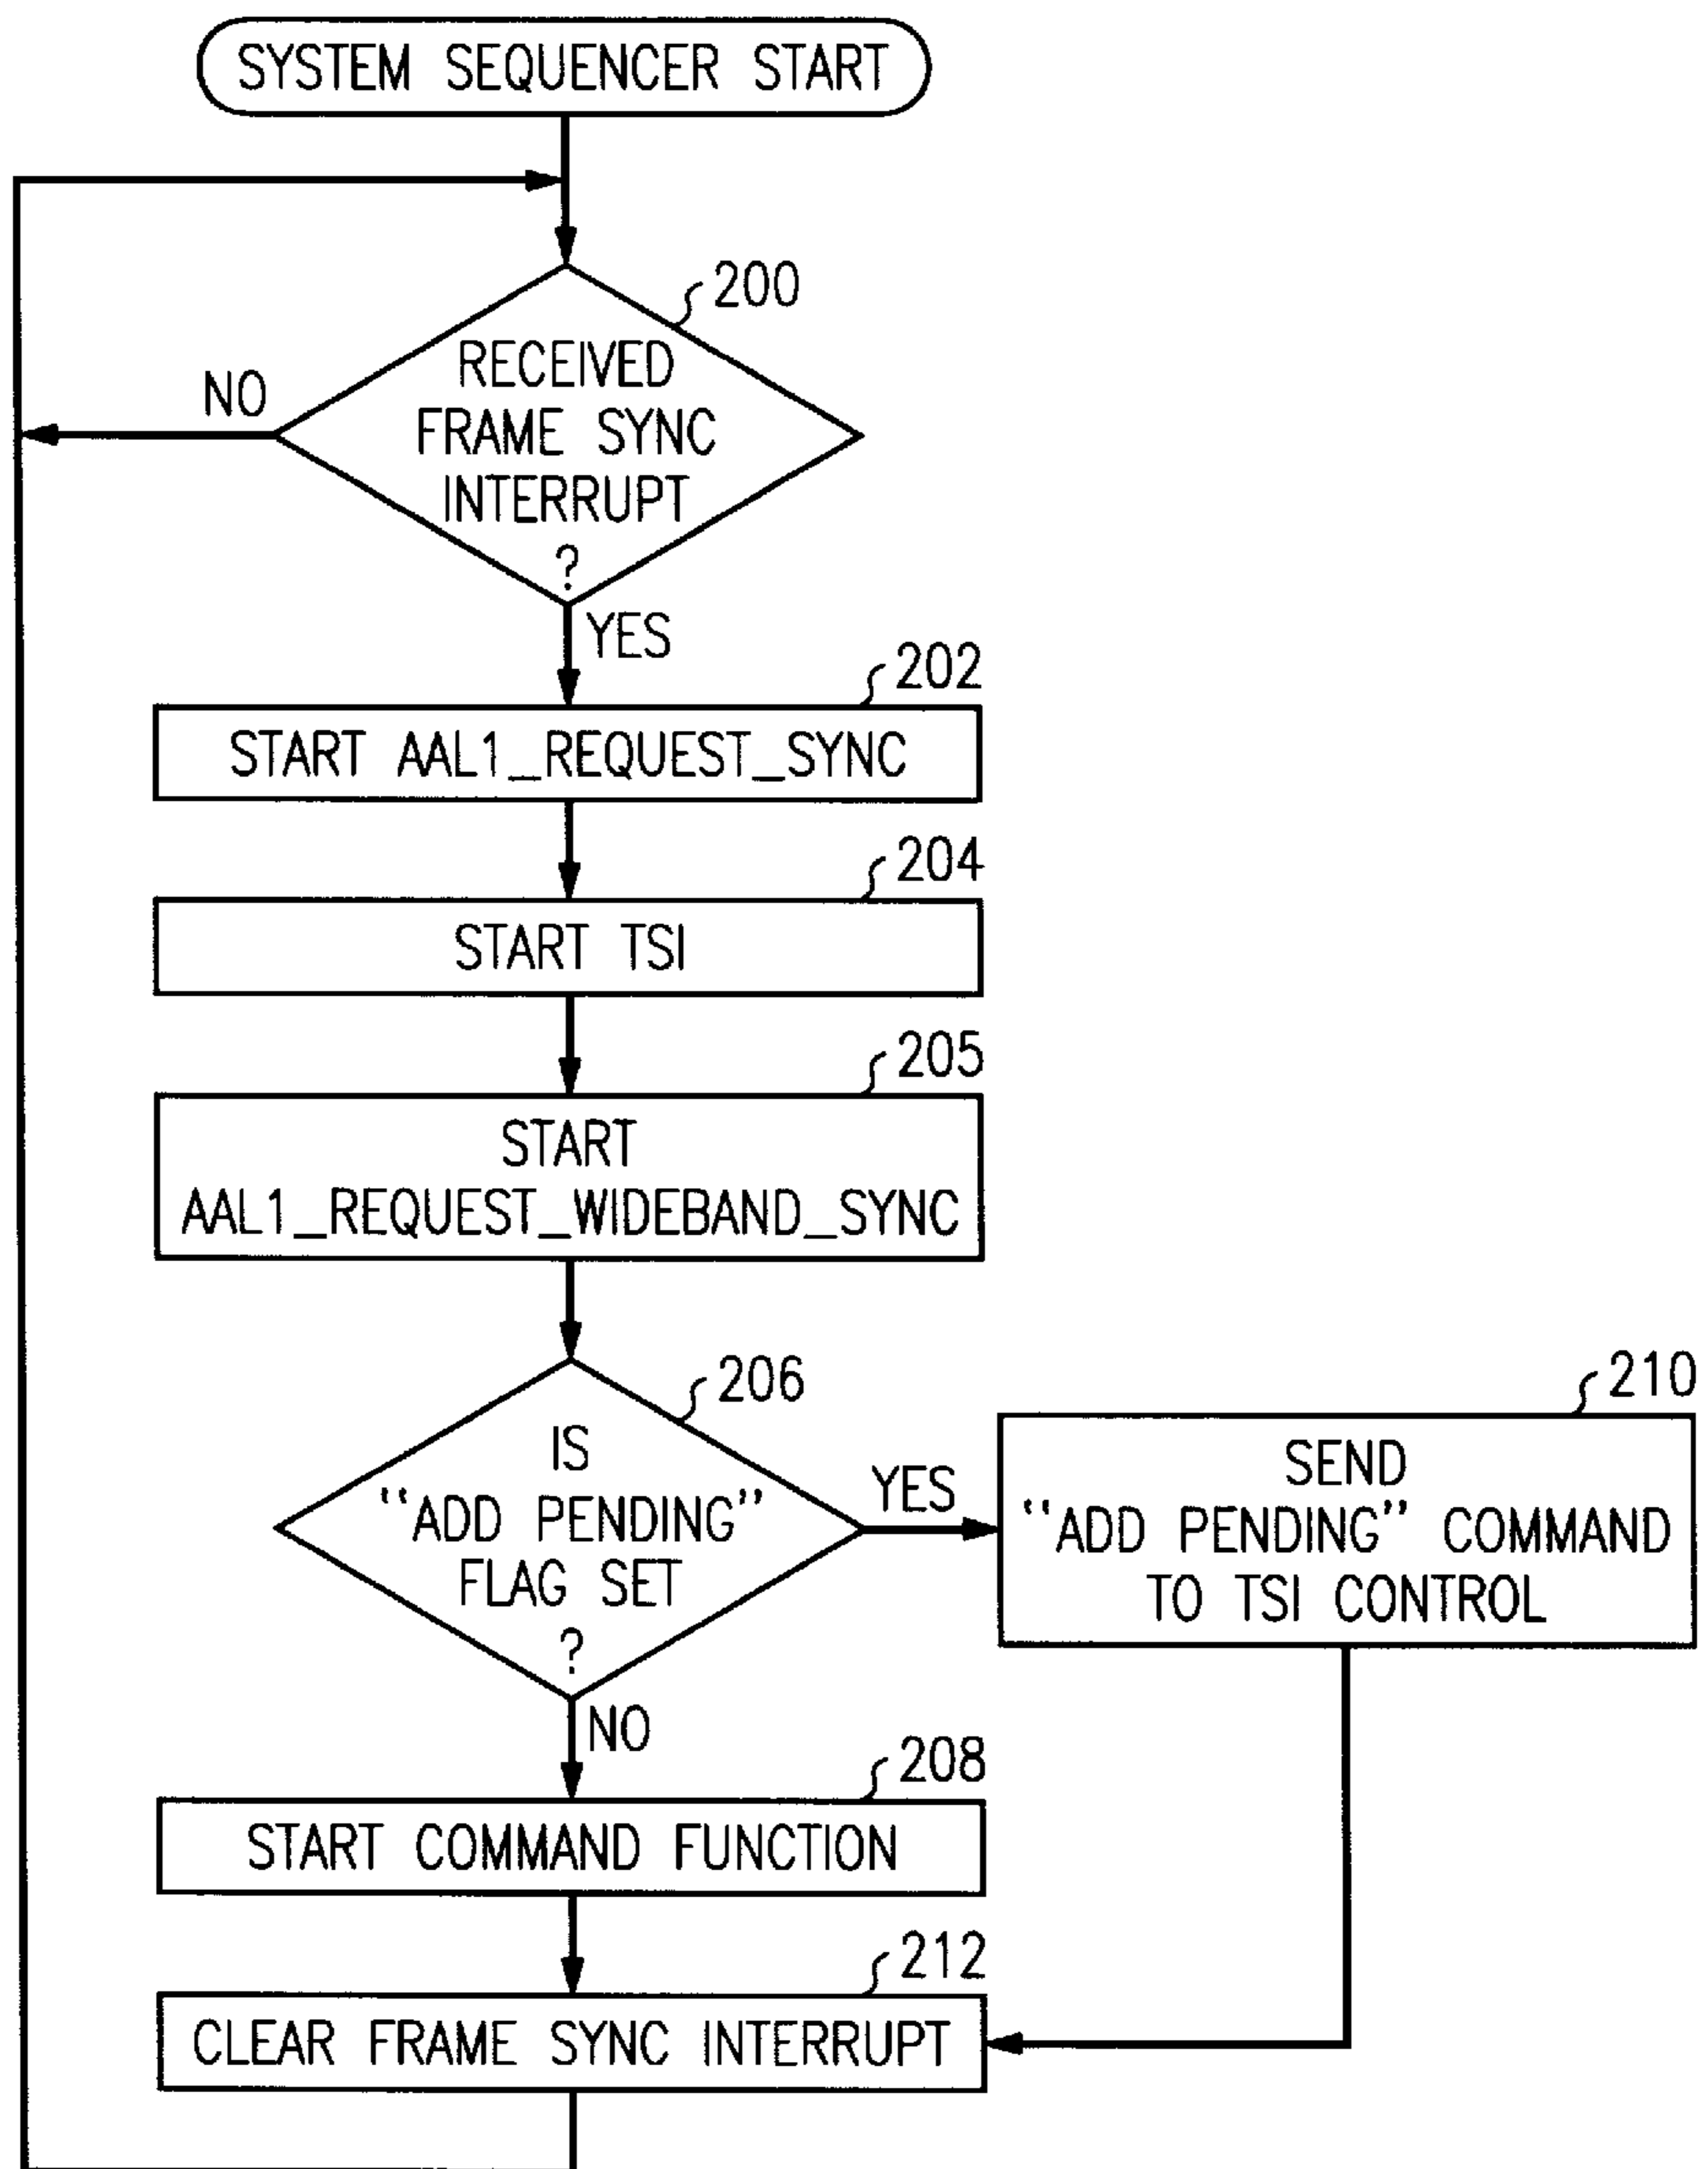 SYSTEM SEQUENCER START
200
RECEIVED
FRAME SYNC
INTERRUPT
?
NO
YES
202
START AAL1_REQUEST_SYNC
204
START TSI
205
START
AAL1_REQUEST_WIDEBAND_SYNC
206
IS
"ADD PENDING"
FLAG SET
?
YES
210
SEND
"ADD PENDING" COMMAND
TO TSI CONTROL
NO
208
START COMMAND FUNCTION
212
CLEAR FRAME SYNC INTERRUPT